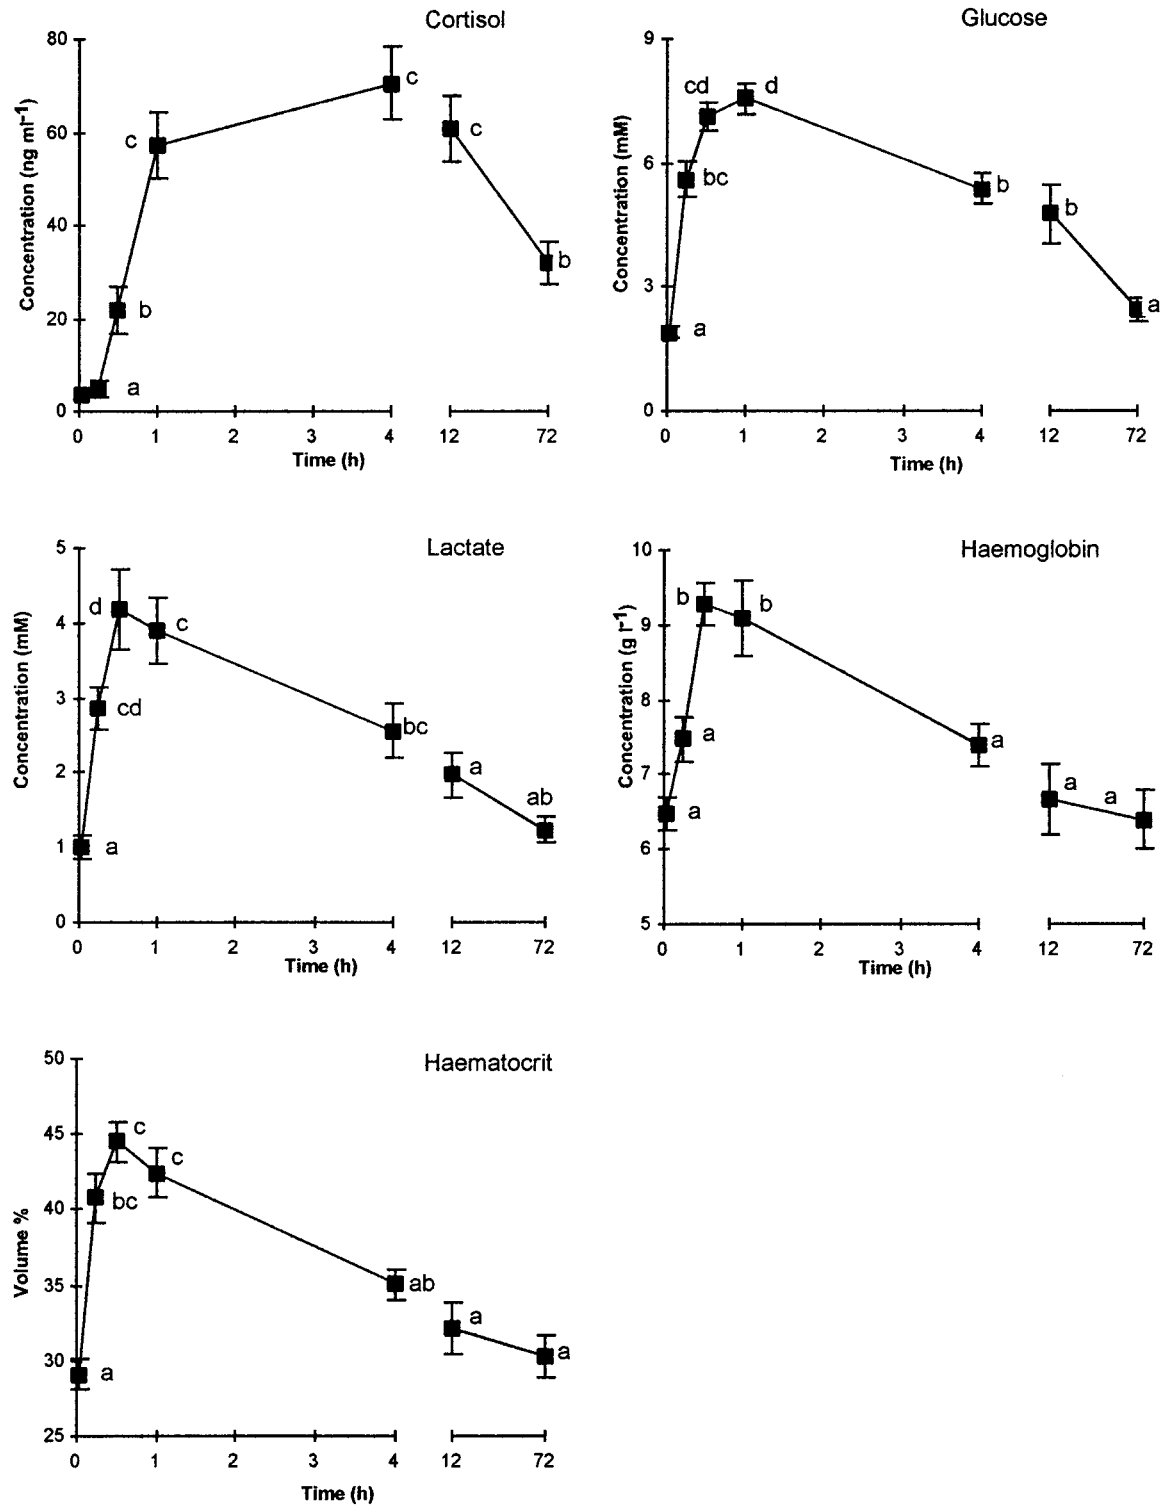 Cortisol
80
60
40
20
0
Concentration (ng ml⁻¹)
a
b
c
c
c
b
0 1 2 3 4 12 72
Time (h)
Glucose
9
6
3
0
Concentration (mM)
a
bc
cd
d
b
b
a
0 1 2 3 4 12 72
Time (h)
Lactate
5
4
3
2
1
0
Concentration (mM)
a
cd
d
c
bc
a
ab
0 1 2 3 4 12 72
Time (h)
Haemoglobin
10
9
8
7
6
5
Concentration (g l⁻¹)
a
a
b
b
a
a
a
0 1 2 3 4 12 72
Time (h)
Haematocrit
50
45
40
35
30
25
Volume %
a
bc
c
c
ab
a
a
0 1 2 3 4 12 72
Time (h)